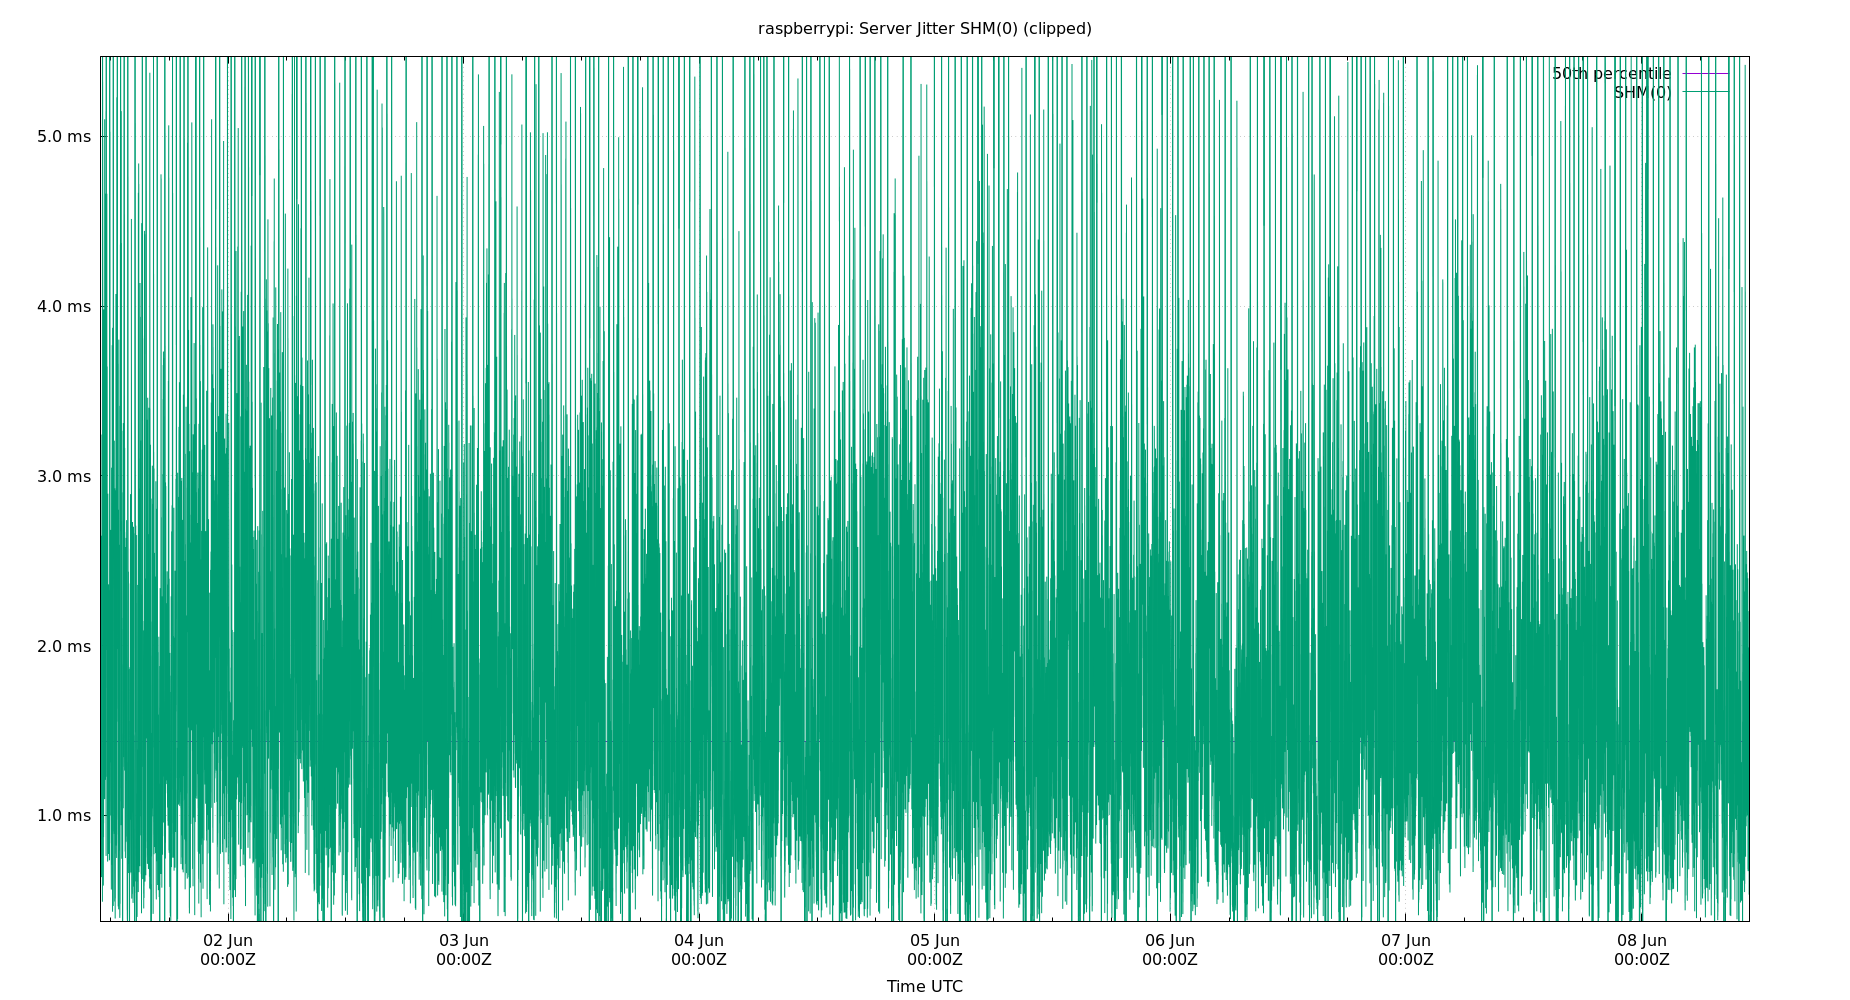 raspberrypi: Server Jitter SHM(0) (clipped)
50th percentile
SHM(0)
5.0 ms
4.0 ms
3.0 ms
2.0 ms
1.0 ms
02 Jun 03 Jun 04 Jun 05 Jun 06 Jun 07 Jun 08 Jun
00:00Z 00:00Z 00:00Z 00:00Z 00:00Z 00:00Z 00:00Z
Time UTC